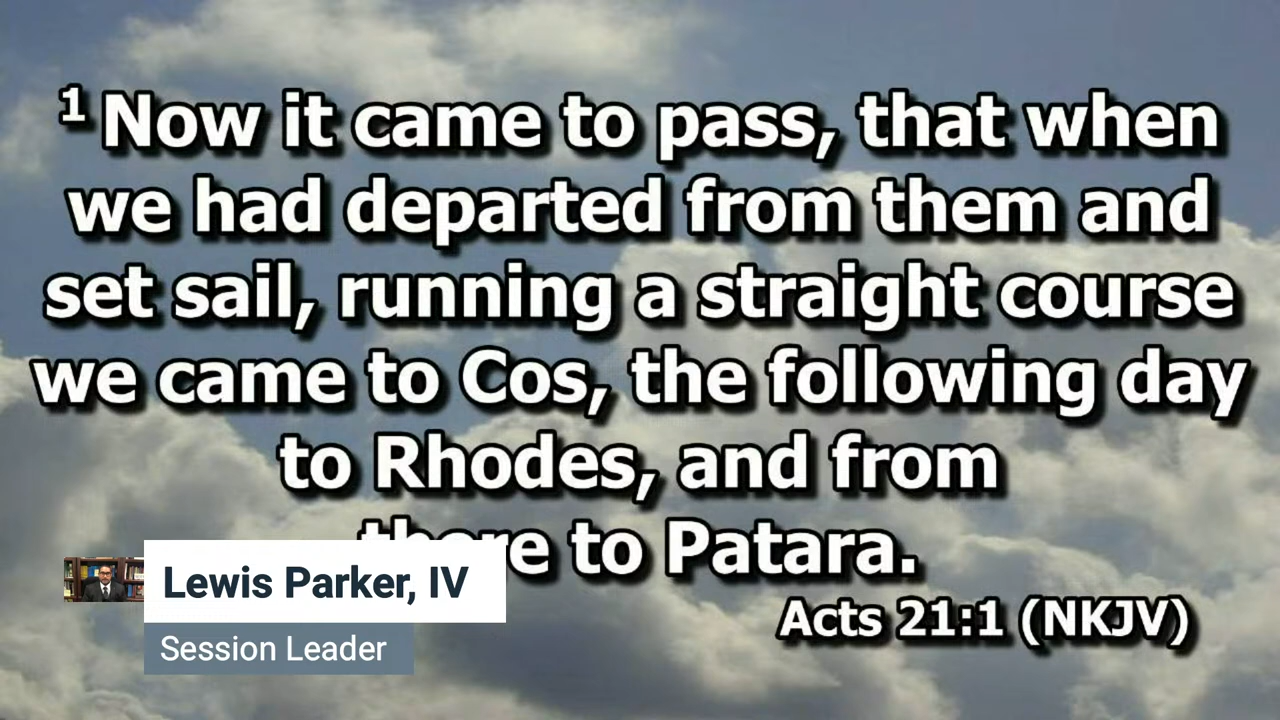 1 Now it came to pass, that when
we had departed from them and
set sail, running a straight course
we came to Cos, the following day
to Rhodes, and from
there to Patara.
Acts 21:1 (NKJV)
Lewis Parker, IV
Session Leader